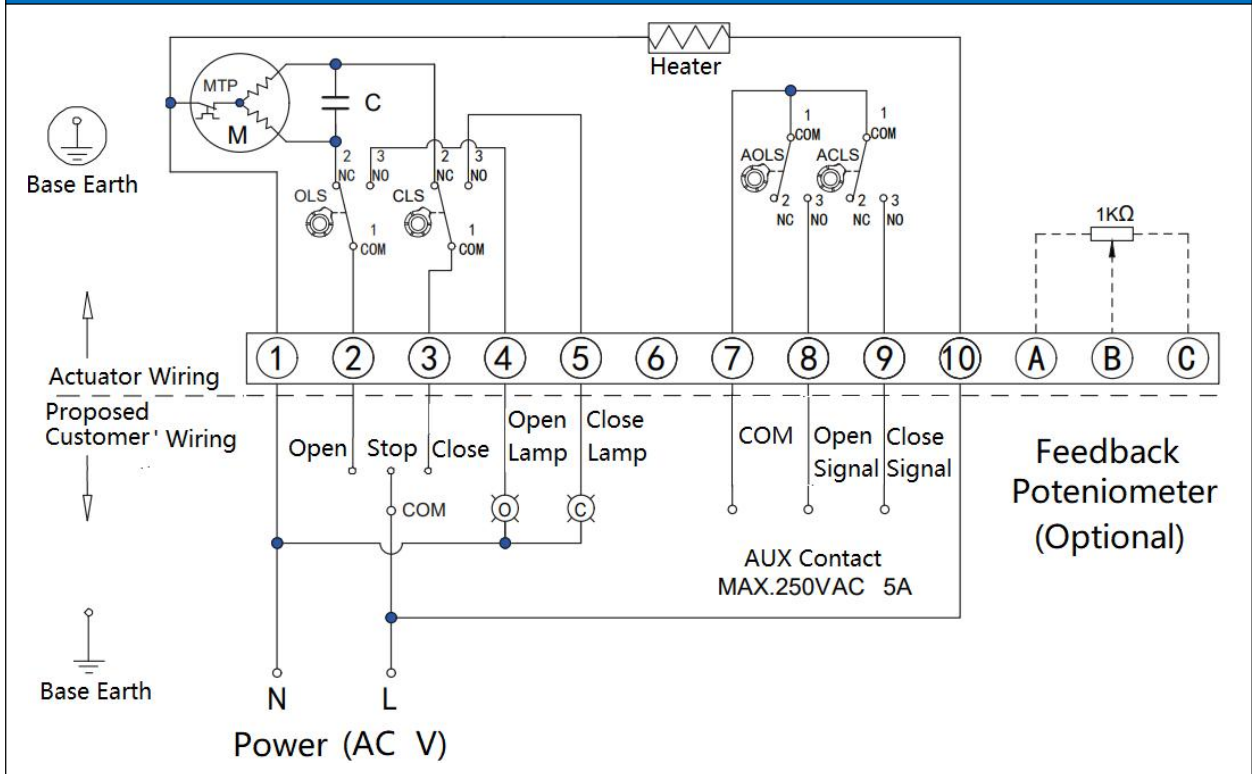 Heater
MTP
M
C
1
1
COM
COM
Base Earth
2
3
2
3
NC
NO
NC
NO
OLS
CLS
1
COM
1
COM
AOLS
ACLS
2
3
2
3
NC
NO
NC
NO
1KΩ
1 2 3 4 5 6 7 8 9 10 A B C
Actuator Wiring
Proposed
Customer' Wiring
Open Stop Close
Open
Lamp
Close
Lamp
COM
O
C
COM
Open
Signal
Close
Signal
AUX Contact
MAX.250VAC 5A
Feedback
Poteniometer
(Optional)
Base Earth
N
L
Power (AC V)